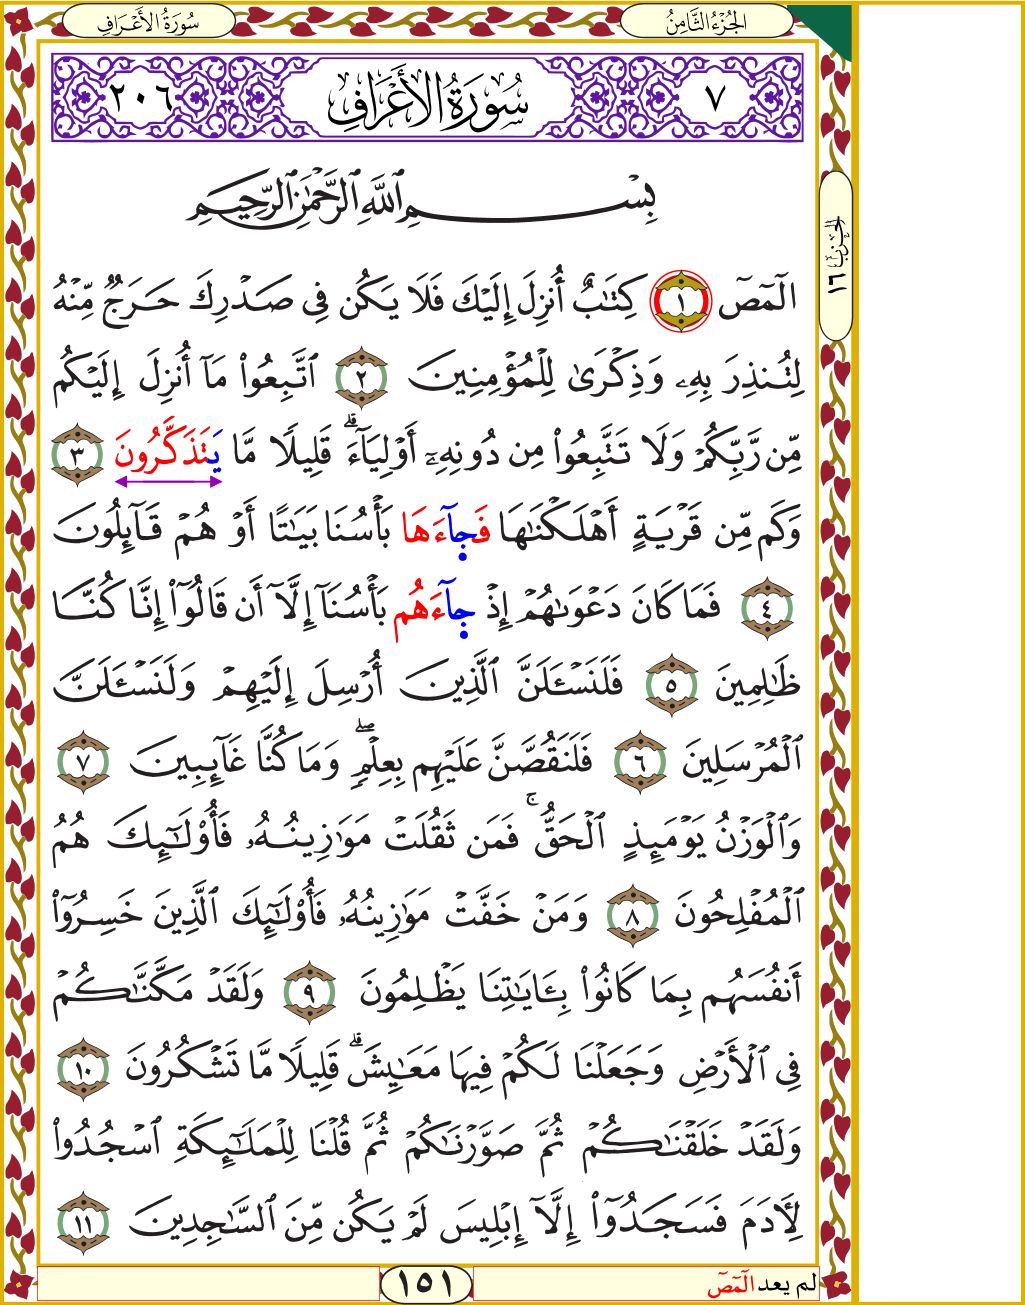 الجُزْءُ الثَّامِنُ
سُورَةُ الأَعْرَافِ
٧
سُورَةُ الأَعْرَافِ
٢٠٦
بِسْمِ ٱللَّهِ ٱلرَّحْمَٰنِ ٱلرَّحِيمِ
الحِزْبُ ١٦
الٓمٓصٓ ١ كِتَٰبٌ أُنزِلَ إِلَيْكَ فَلَا يَكُن فِى صَدْرِكَ حَرَجٌ مِّنْهُ
لِتُنذِرَ بِهِۦ وَذِكْرَىٰ لِلْمُؤْمِنِينَ ٢ ٱتَّبِعُوا۟ مَآ أُنزِلَ إِلَيْكُم
مِّن رَّبِّكُمْ وَلَا تَتَّبِعُوا۟ مِن دُونِهِۦٓ أَوْلِيَآءَ ۗ قَلِيلًا مَّا يَتَذَكَّرُونَ ٣
وَكَم مِّن قَرْيَةٍ أَهْلَكْنَٰهَا فَجَآءَهَا بَأْسُنَا بَيَٰتًا أَوْ هُمْ قَآئِلُونَ
٤ فَمَا كَانَ دَعْوَىٰهُمْ إِذْ جَآءَهُم بَأْسُنَآ إِلَّآ أَن قَالُوٓا۟ إِنَّا كُنَّا
ظَٰلِمِينَ ٥ فَلَنَسْـَٔلَنَّ ٱلَّذِينَ أُرْسِلَ إِلَيْهِمْ وَلَنَسْـَٔلَنَّ
ٱلْمُرْسَلِينَ ٦ فَلَنَقُصَّنَّ عَلَيْهِم بِعِلْمٍ ۖ وَمَا كُنَّا غَآئِبِينَ ٧
وَٱلْوَزْنُ يَوْمَئِذٍ ٱلْحَقُّ ۚ فَمَن ثَقُلَتْ مَوَٰزِينُهُۥ فَأُو۟لَٰٓئِكَ هُمُ
ٱلْمُفْلِحُونَ ٨ وَمَنْ خَفَّتْ مَوَٰزِينُهُۥ فَأُو۟لَٰٓئِكَ ٱلَّذِينَ خَسِرُوٓا۟
أَنفُسَهُم بِمَا كَانُوا۟ بِـَٔايَٰتِنَا يَظْلِمُونَ ٩ وَلَقَدْ مَكَّنَّٰكُمْ
فِى ٱلْأَرْضِ وَجَعَلْنَا لَكُمْ فِيهَا مَعَٰيِشَ ۗ قَلِيلًا مَّا تَشْكُرُونَ ١٠
وَلَقَدْ خَلَقْنَٰكُمْ ثُمَّ صَوَّرْنَٰكُمْ ثُمَّ قُلْنَا لِلْمَلَٰٓئِكَةِ ٱسْجُدُوا۟
لِـَٔادَمَ فَسَجَدُوٓا۟ إِلَّآ إِبْلِيسَ لَمْ يَكُن مِّنَ ٱلسَّٰجِدِينَ ١١
لم يعد الٓمٓصٓ
١٥١